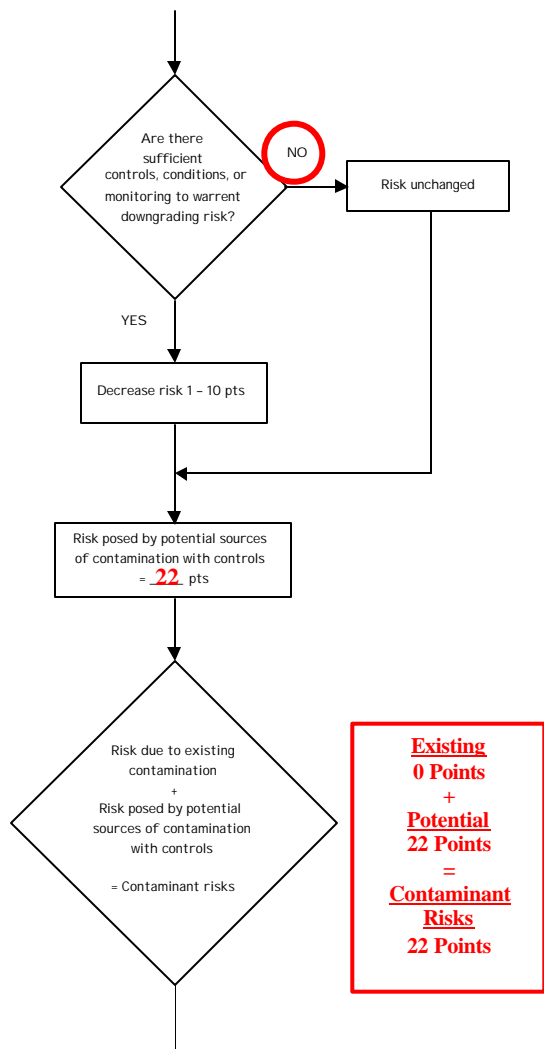 Are there
sufficient
controls, conditions, or
monitoring to warrent
downgrading risk?
NO
Risk unchanged
YES
Decrease risk 1 – 10 pts
Risk posed by potential sources
of contamination with controls
= _22_ pts
Risk due to existing
contamination
+
Risk posed by potential
sources of contamination
with controls
= Contaminant risks
Existing
0 Points
+
Potential
22 Points
=
Contaminant
Risks
22 Points